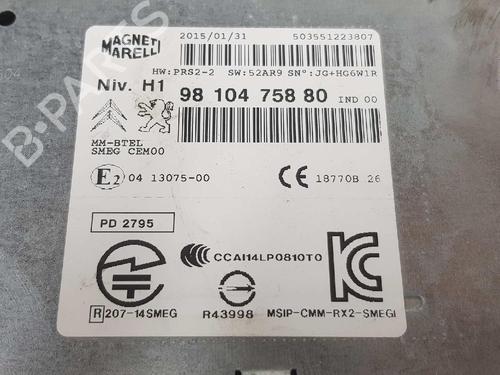 MAGNETI MARELLI
2015/01/31 503551223807
HW:PRS2-2 SW:52AR9 SN°:JG+HG6W1R
Niv. H1 98 104 758 80 IND 00
MM-BTEL
SMEG CEM00
E2 04 13075-00 CE 18770B 26
PD 2795
CCAI14LP0810T0
R 207-14SMEG R43998 MSIP-CMM-RX2-SMEGI
B-Parts